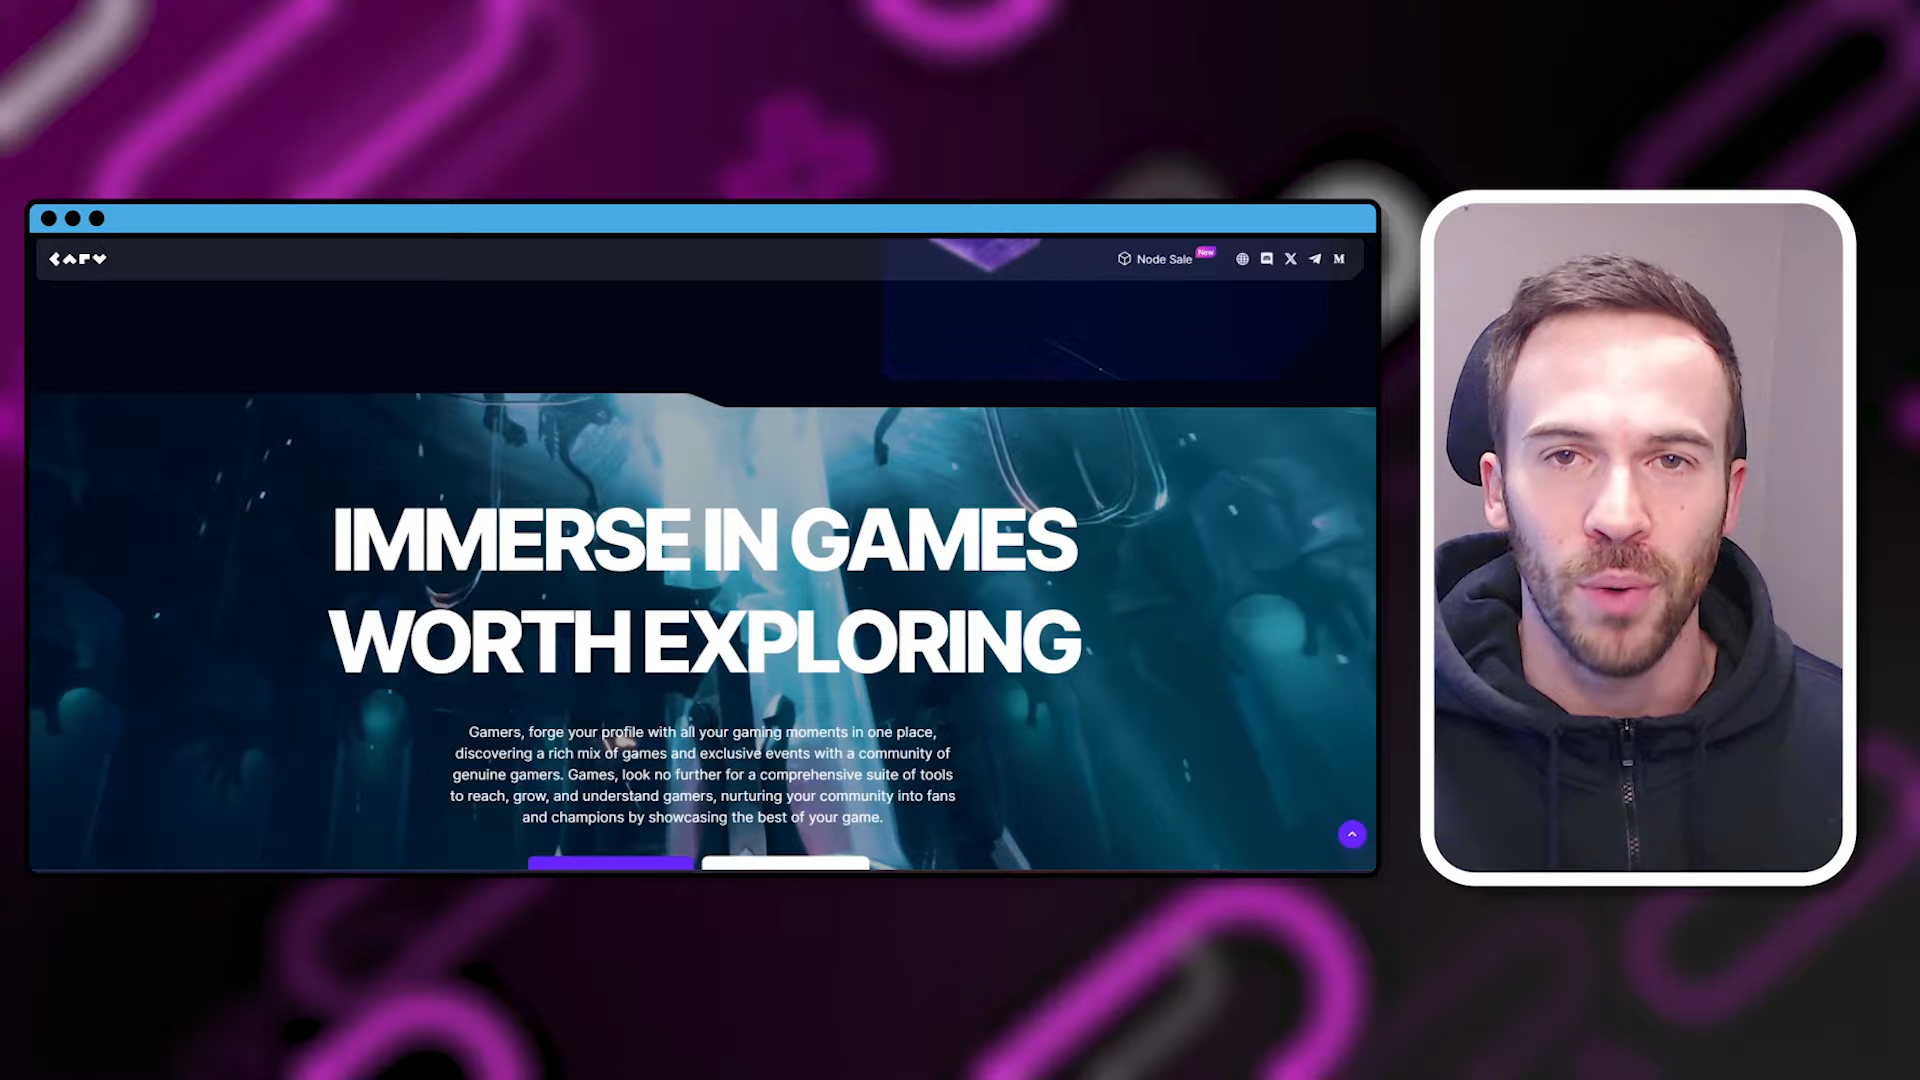 CARV
Node Sale
New
IMMERSE IN GAMES
WORTH EXPLORING
Gamers, forge your profile with all your gaming moments in one place,
discovering a rich mix of games and exclusive events with a community of
genuine gamers. Games, look no further for a comprehensive suite of tools
to reach, grow, and understand gamers, nurturing your community into fans
and champions by showcasing the best of your game.